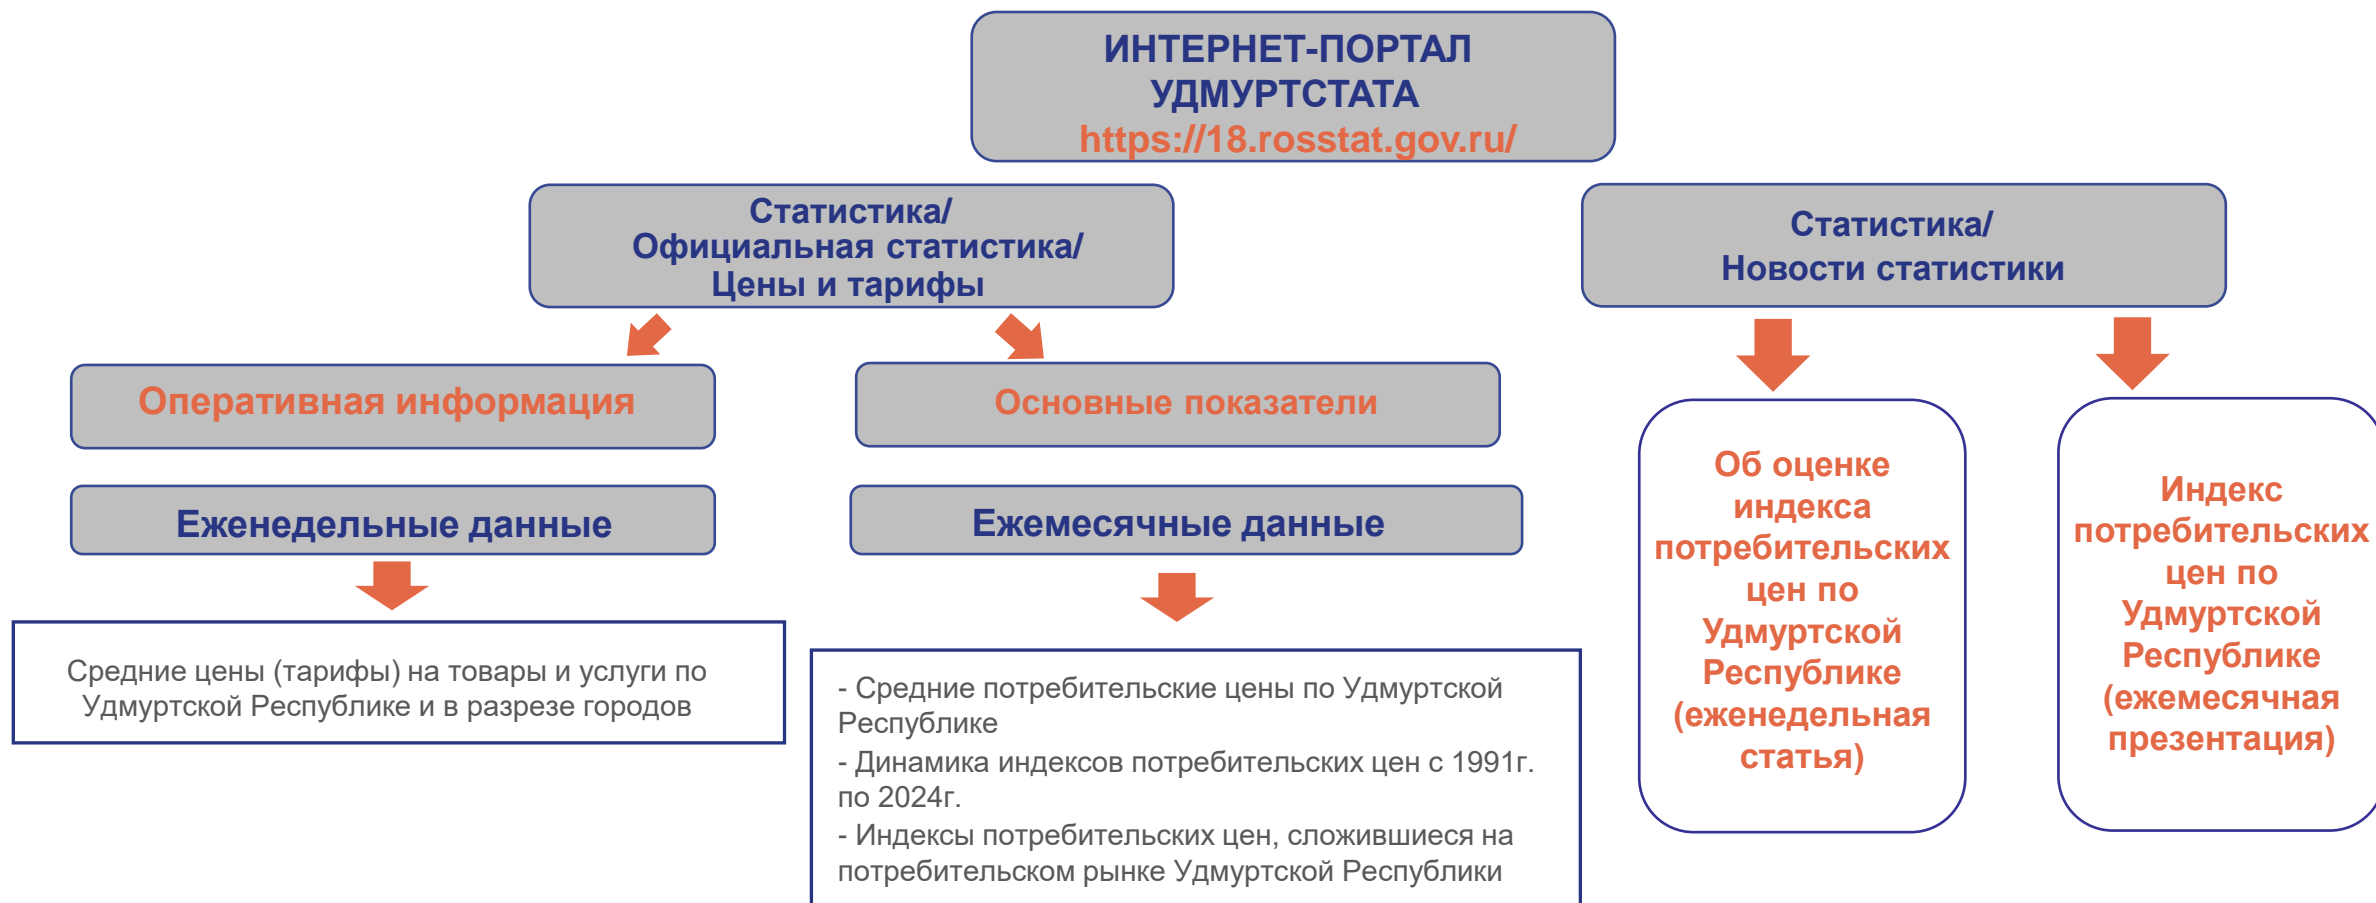 ИНТЕРНЕТ-ПОРТАЛ
УДМУРТСТАТА
https://18.rosstat.gov.ru/
Статистика/
Официальная статистика/
Цены и тарифы
Статистика/
Новости статистики
Оперативная информация
Основные показатели
Еженедельные данные
Ежемесячные данные
Средние цены (тарифы) на товары и услуги по
Удмуртской Республике и в разрезе городов
- Средние потребительские цены по Удмуртской
Республике
- Динамика индексов потребительских цен с 1991г.
по 2024г.
- Индексы потребительских цен, сложившиеся на
потребительском рынке Удмуртской Республики
Об оценке
индекса
потребительских
цен по
Удмуртской
Республике
(еженедельная
статья)
Индекс
потребительских
цен по
Удмуртской
Республике
(ежемесячная
презентация)